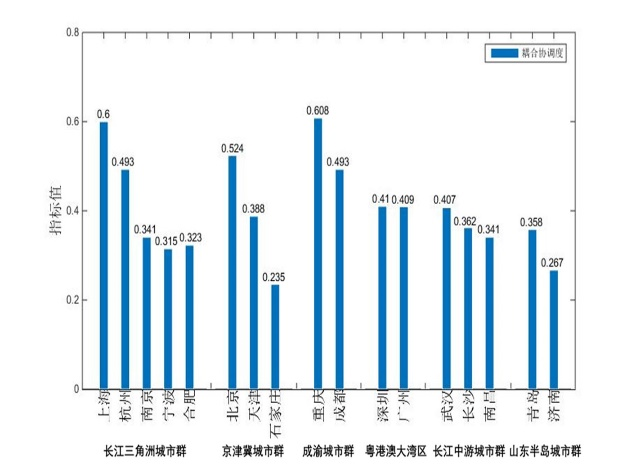 0.8
耦合协调度
0.6
0.4
0.2
0
指标值
0.6
0.493
0.341
0.315
0.323
0.524
0.388
0.235
0.608
0.493
0.41
0.409
0.407
0.362
0.341
0.358
0.267
上海
杭州
南京
宁波
合肥
北京
天津
石家庄
重庆
成都
深圳
广州
武汉
长沙
南昌
青岛
济南
长江三角洲城市群
京津冀城市群
成渝城市群
粤港澳大湾区
长江中游城市群
山东半岛城市群